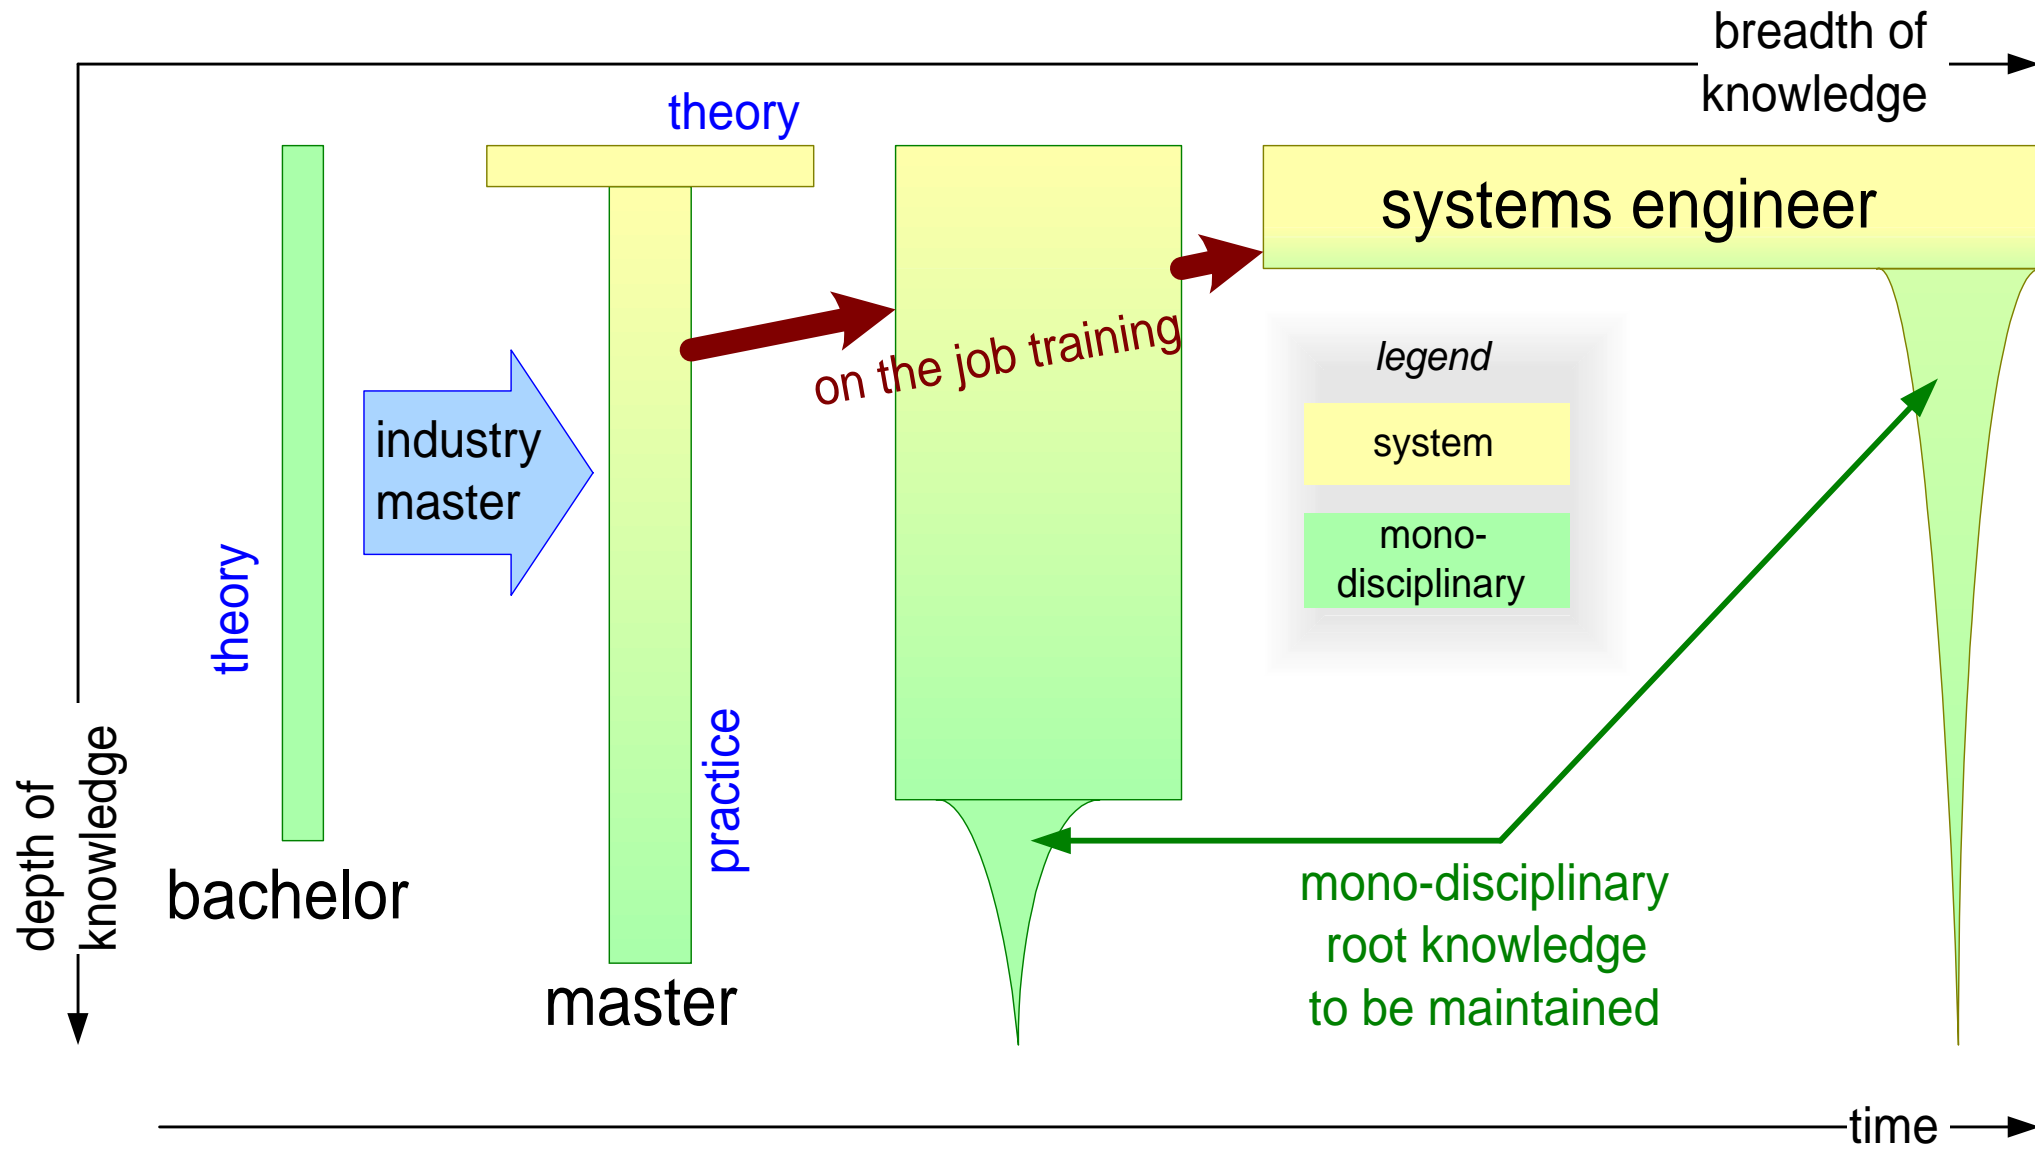 breadth of
knowledge
theory
systems engineer
on the job training
legend
system
mono-
disciplinary
industry
master
theory
practice
depth of
knowledge
bachelor
master
mono-disciplinary
root knowledge
to be maintained
time